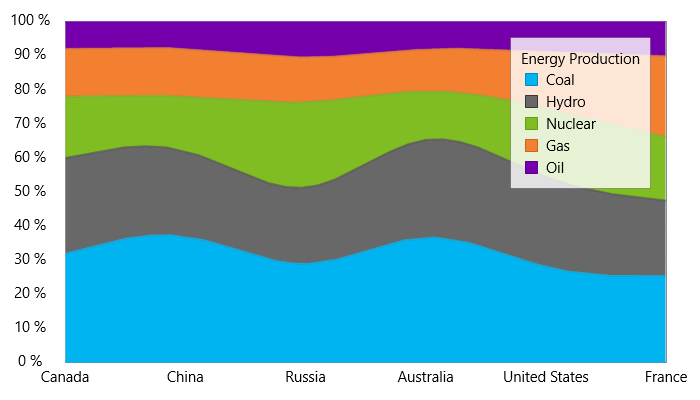 100 %
90 %
80 %
70 %
60 %
50 %
40 %
30 %
20 %
10 %
0 %
Energy Production
Coal
Hydro
Nuclear
Gas
Oil
Canada China Russia Australia United States France